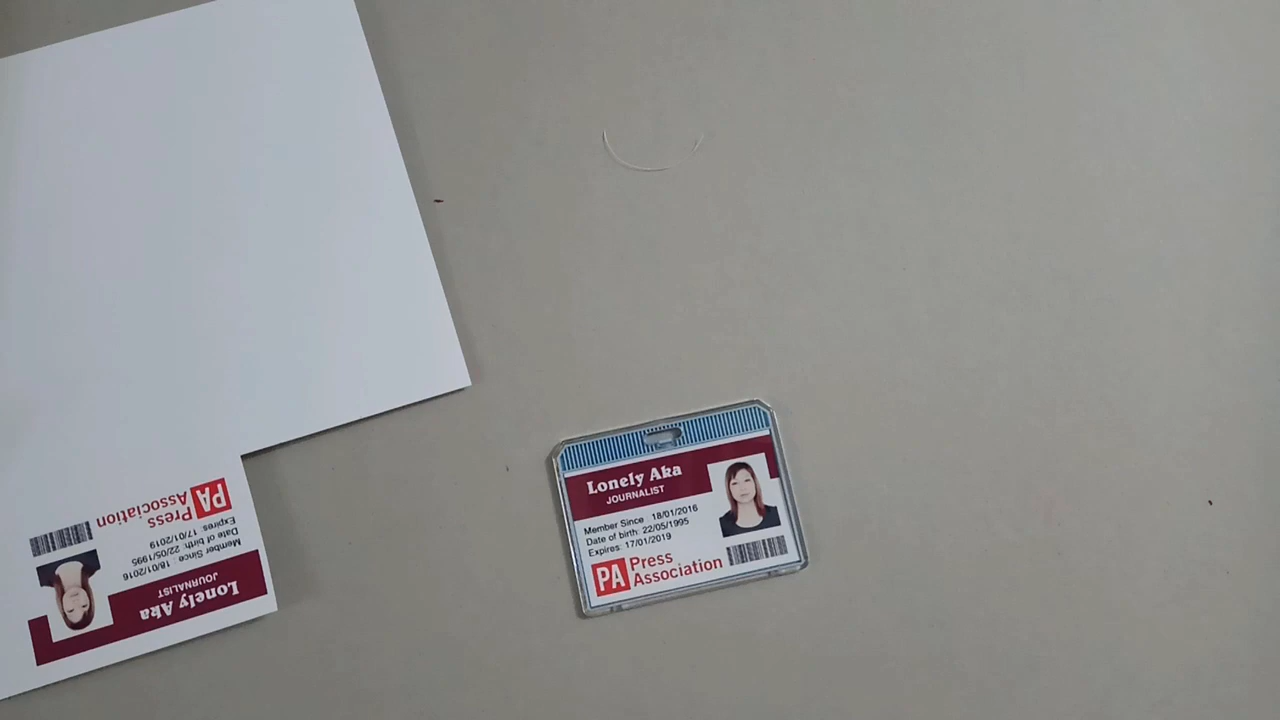 Lonely Aka
JOURNALIST
Member Since 18/01/2016
Date of birth: 22/05/1995
Expires: 17/01/2019
PA Press
Association
Lonely Aka
JOURNALIST
Member Since: 18/01/2016
Date of birth: 22/05/1995
Expires: 17/01/2019
PA Press
Association